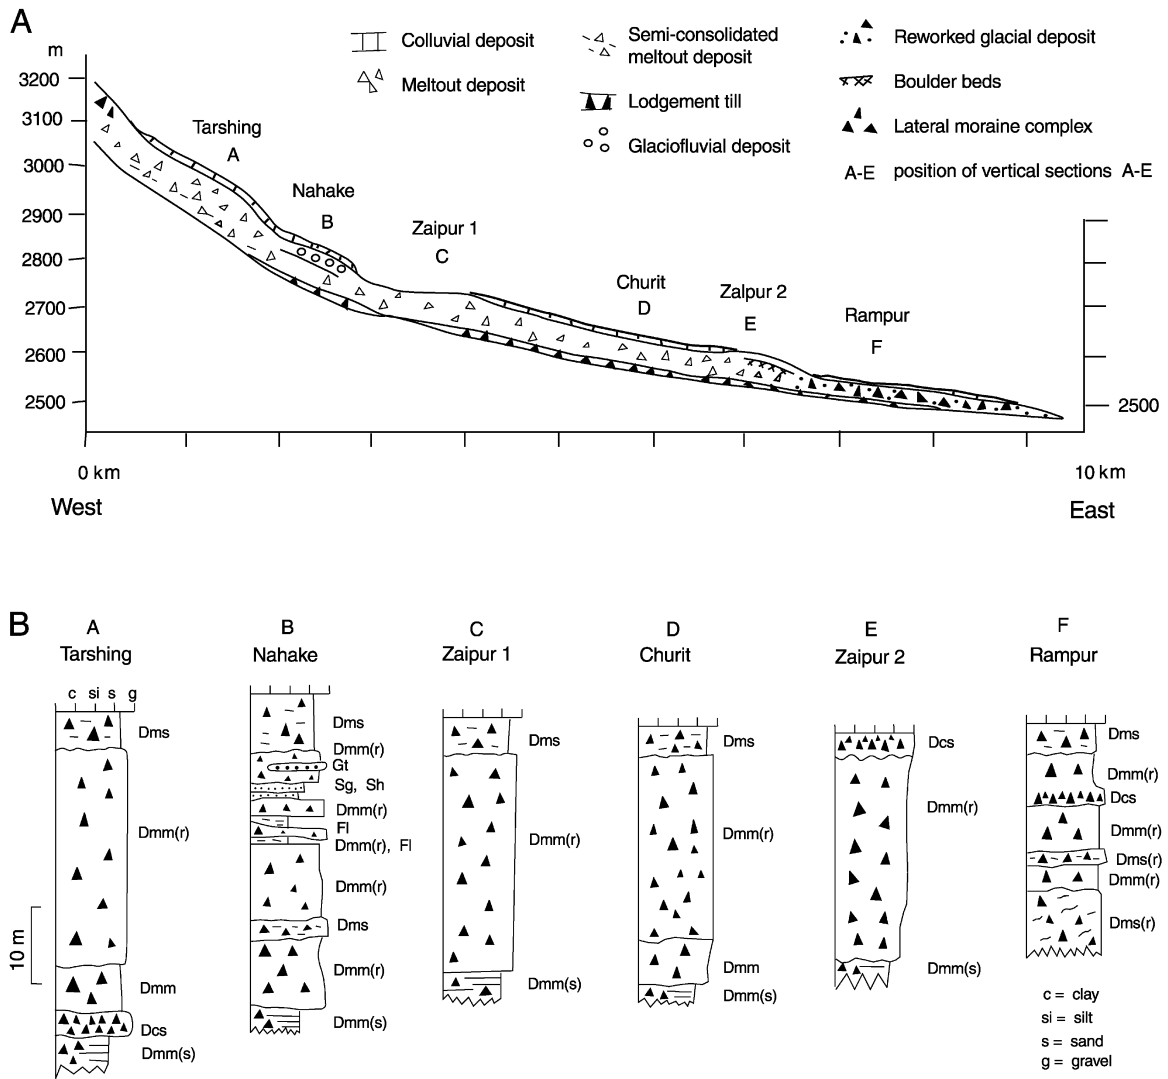 A
m
3200
3100
3000
2900
2800
2700
2600
2500
Colluvial deposit
Meltout deposit
Semi-consolidated
meltout deposit
Lodgement till
Glaciofluvial deposit
Reworked glacial deposit
Boulder beds
Lateral moraine complex
A-E position of vertical sections A-E
Tarshing
A
Nahake
B
Zaipur 1
C
Churit
D
Zalpur 2
E
Rampur
F
2500
0 km
10 km
West
East
B
A
Tarshing
c si s g
Dms
Dmm(r)
Dmm
Dcs
Dmm(s)
10 m
B
Nahake
Dms
Dmm(r)
Gt
Sg, Sh
Dmm(r)
Fl
Dmm(r), Fl
Dmm(r)
Dms
Dmm(r)
Dmm(s)
C
Zaipur 1
Dms
Dmm(r)
Dmm(s)
D
Churit
Dms
Dmm(r)
Dmm
Dmm(s)
E
Zaipur 2
Dcs
Dmm(r)
Dmm(s)
F
Rampur
Dms
Dmm(r)
Dcs
Dmm(r)
Dms(r)
Dmm(r)
Dms(r)
c = clay
si = silt
s = sand
g = gravel